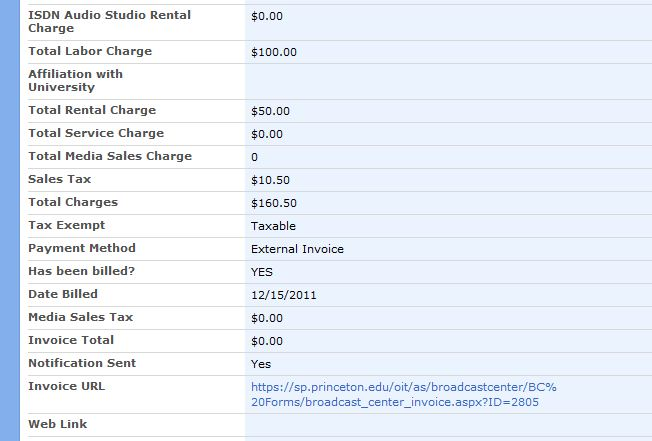 ISDN Audio Studio Rental $0.00
Charge
Total Labor Charge $100.00
Affiliation with
University
Total Rental Charge $50.00
Total Service Charge $0.00
Total Media Sales Charge 0
Sales Tax $10.50
Total Charges $160.50
Tax Exempt Taxable
Payment Method External Invoice
Has been billed? YES
Date Billed 12/15/2011
Media Sales Tax $0.00
Invoice Total $0.00
Notification Sent Yes
Invoice URL https://sp.princeton.edu/oit/as/broadcastcenter/BC%
20Forms/broadcast_center_invoice.aspx?ID=2805
Web Link